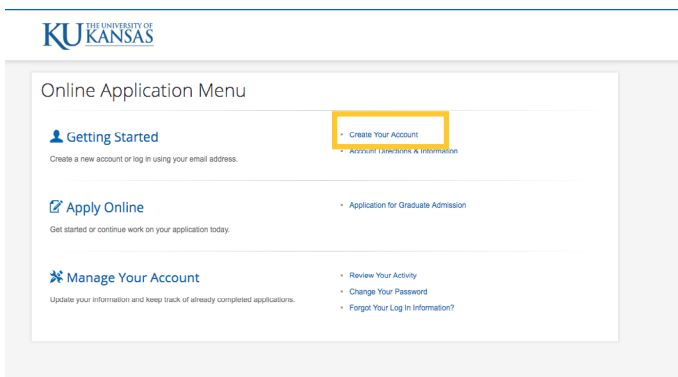 KU THE UNIVERSITY OF
KANSAS
Online Application Menu
Getting Started
Create a new account or log in using your email address.
• Create Your Account
• Account Directions & Information
Apply Online
Get started or continue work on your application today.
• Application for Graduate Admission
Manage Your Account
Update your information and keep track of already completed applications.
• Review Your Activity
• Change Your Password
• Forgot Your Log In Information?